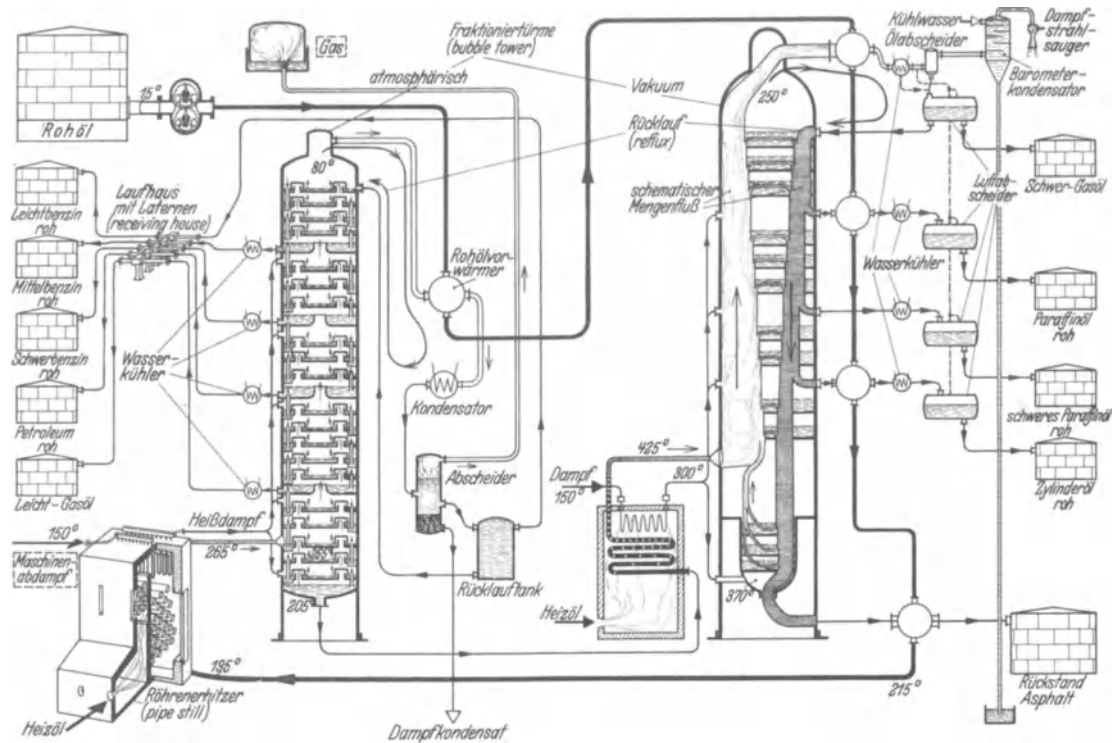 Gas
Fraktioniertürme
(bubble tower)
atmosphärisch
Kühlwasser
Ölabscheider
Dampf-
strahl-
sauger
Barometer-
kondensator
15°
Rohöl
Vakuum
250°
Rücklauf
(reflux)
80°
Leichtbenzin
roh
Laufhaus
mit Laternen
(receiving house)
schematischer
Mengenfluß
Luftab-
scheider
Schwer-Gasöl
Mittelbenzin
roh
Rohölvor-
wärmer
Wasserkühler
Paraffinöl
roh
Schwerbenzin
roh
Wasser-
kühler
Kondensator
Petroleum
roh
schweres Paraffinöl
roh
Leicht-Gasöl
Abscheider
425°
300°
Dampf
150°
Zylinderöl
roh
150°
Heißdampf
265°
Maschinen-
abdampf
205°
Rücklauftank
370°
Heizöl
195°
215°
Röhrenerhitzer
(pipe still)
Heizöl
Rückstand
Asphalt
Dampfkondensat